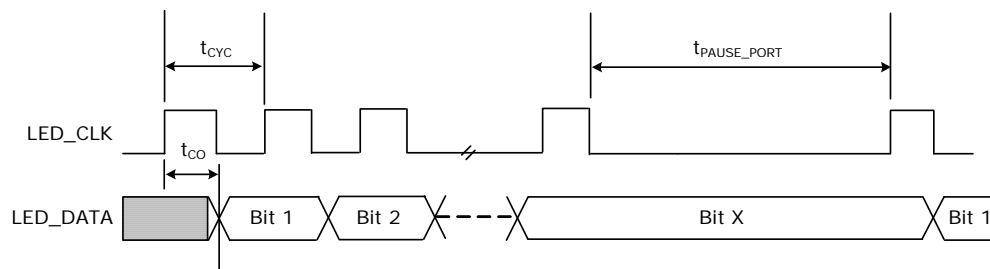 tCYC
tPAUSE_PORT
LED_CLK
tCO
LED_DATA
Bit 1
Bit 2
Bit X
Bit 1